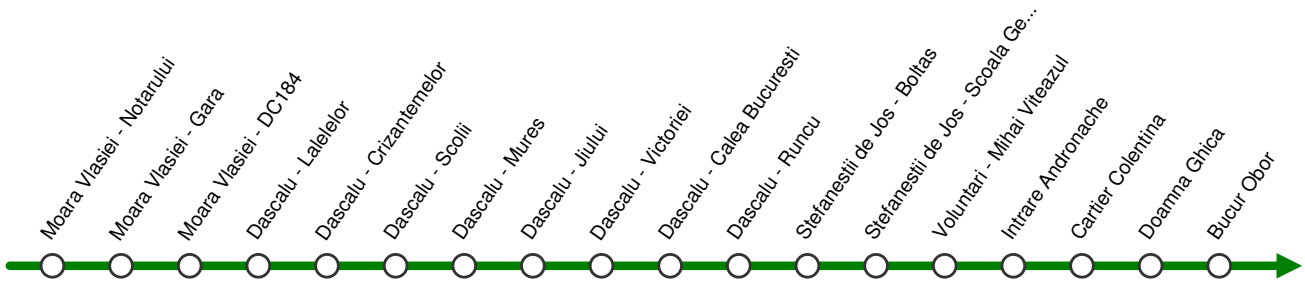 Moara Vlasiei - Notarului
Moara Vlasiei - Gara
Moara Vlasiei - DC184
Dascalu - Lalelelor
Dascalu - Crizantemelor
Dascalu - Scolii
Dascalu - Mures
Dascalu - Jiului
Dascalu - Victoriei
Dascalu - Calea Bucuresti
Dascalu - Runcu
Stefanestii de Jos - Boltas
Stefanestii de Jos - Scoala Ge...
Voluntari - Mihai Viteazul
Intrare Andronache
Cartier Colentina
Doamna Ghica
Bucur Obor